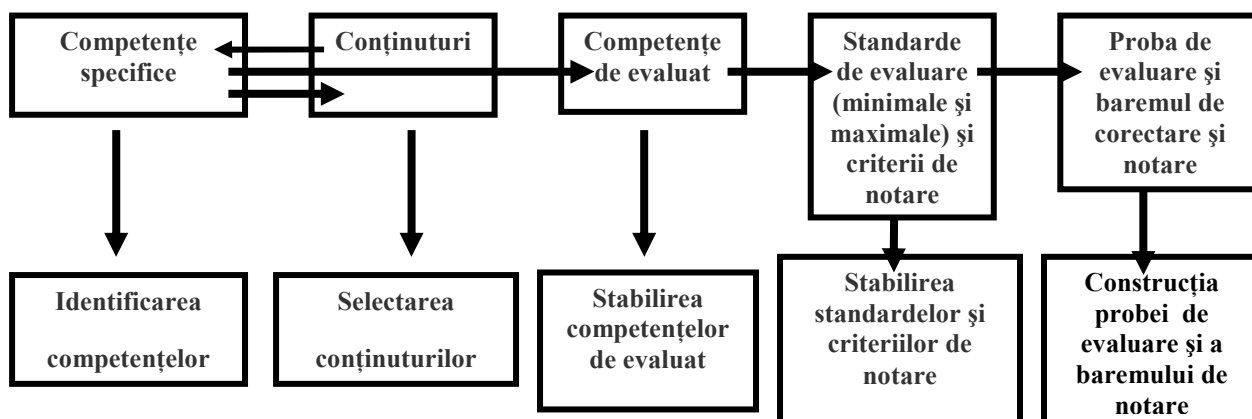 Competențe
specifice
Conținuturi
Competențe
de evaluat
Standarde
de evaluare
(minimale şi
maximale) şi
criterii de
notare
Proba de
evaluare şi
baremul de
corectare şi
notare
Identificarea
competențelor
Selectarea
conținuturilor
Stabilirea
competențelor
de evaluat
Stabilirea
standardelor şi
criteriilor de
notare
Construcția
probei de
evaluare şi a
baremului de
notare